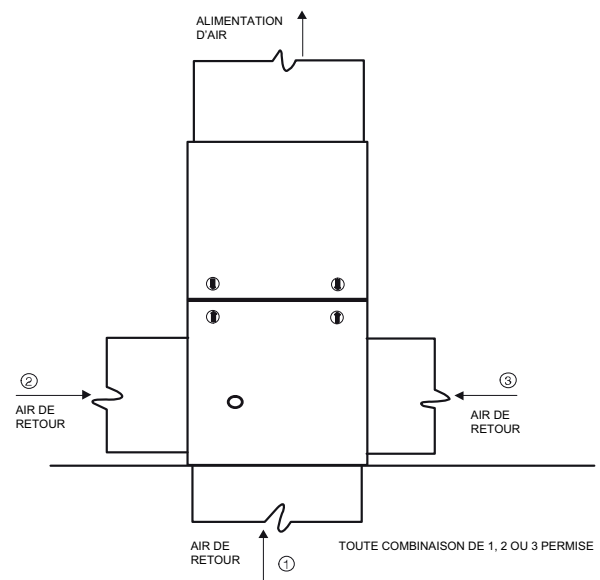 ALIMENTATION
D'AIR
②
AIR DE
RETOUR
③
AIR DE
RETOUR
AIR DE
RETOUR
①
TOUTE COMBINAISON DE 1, 2 OU 3 PERMISE